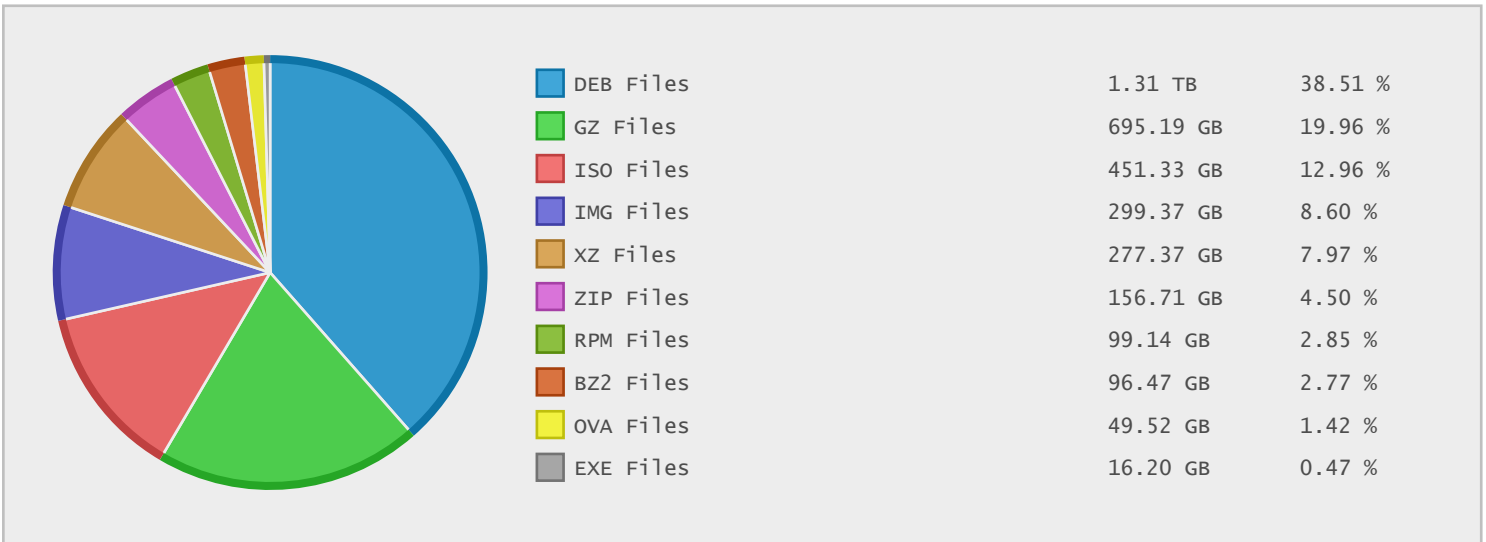 DEB Files 1.31 TB 38.51 %
GZ Files 695.19 GB 19.96 %
ISO Files 451.33 GB 12.96 %
IMG Files 299.37 GB 8.60 %
XZ Files 277.37 GB 7.97 %
ZIP Files 156.71 GB 4.50 %
RPM Files 99.14 GB 2.85 %
BZ2 Files 96.47 GB 2.77 %
OVA Files 49.52 GB 1.42 %
EXE Files 16.20 GB 0.47 %